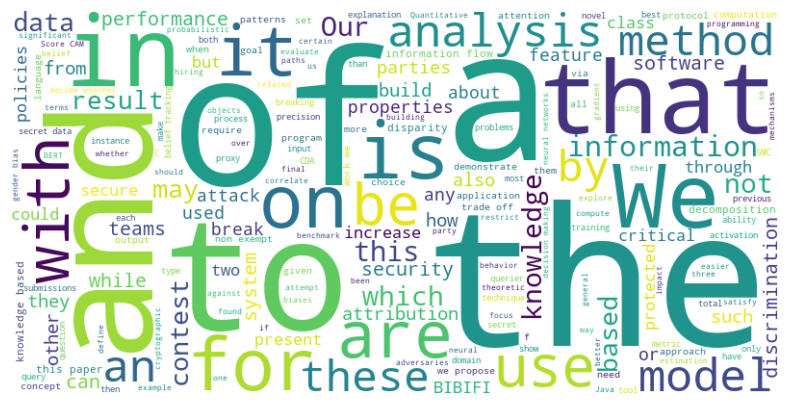 data
performance
patterns
set
explanation
Quantitative
attention
novel
best
protocol
computation
programming
significant
Score CAM
probabilistic
both
Our
analysis
class
method
policies
belief
decide whether
in
when
goal
evaluate
certain
paths
us
it
information flow
than
parties
feature
via
software
from
language
hiring
but
of
a
that
result
terms
make
belief tracking
objects
process
require
related
breaking
build
about
all
gradient
using
so
mechanisms
secret data
BERT
instance
whether
C
and
over
proxy
precision
building
program
input
more
properties
disparity
problems
neural networks
information
SMC
gender bias
with
should
final
CDA
work we
is
demonstrate
them
by
through
their
not
previous
secure
may
attack
correlate
choice
also
most
any
application
trade off
restrict
knowledge
decision making
explore
compute
training
decomposition
ability
activation
could
each
output
teams
used
break
non exempt
benchmark
on
be
increase
party
how
We
critical
discrimination
while
two
this
behavior
impact
theoretic
technique
easier
three
total
satisfy
they
type
given
attempt
biases
to
security
querier
the
based
protected
metric
such
submissions
other
question
define
cryptographic
contest
against
found
system
which
attribution
general
way
better
or
estimation
only
approach
have
knowledge based
an
present
if
been
are
focus
secret
f
show
need
this paper
can
query
concept
then
example
for
one
these
adversaries
neural
domain
we propose
BIBIFI
use
Java
tool
model